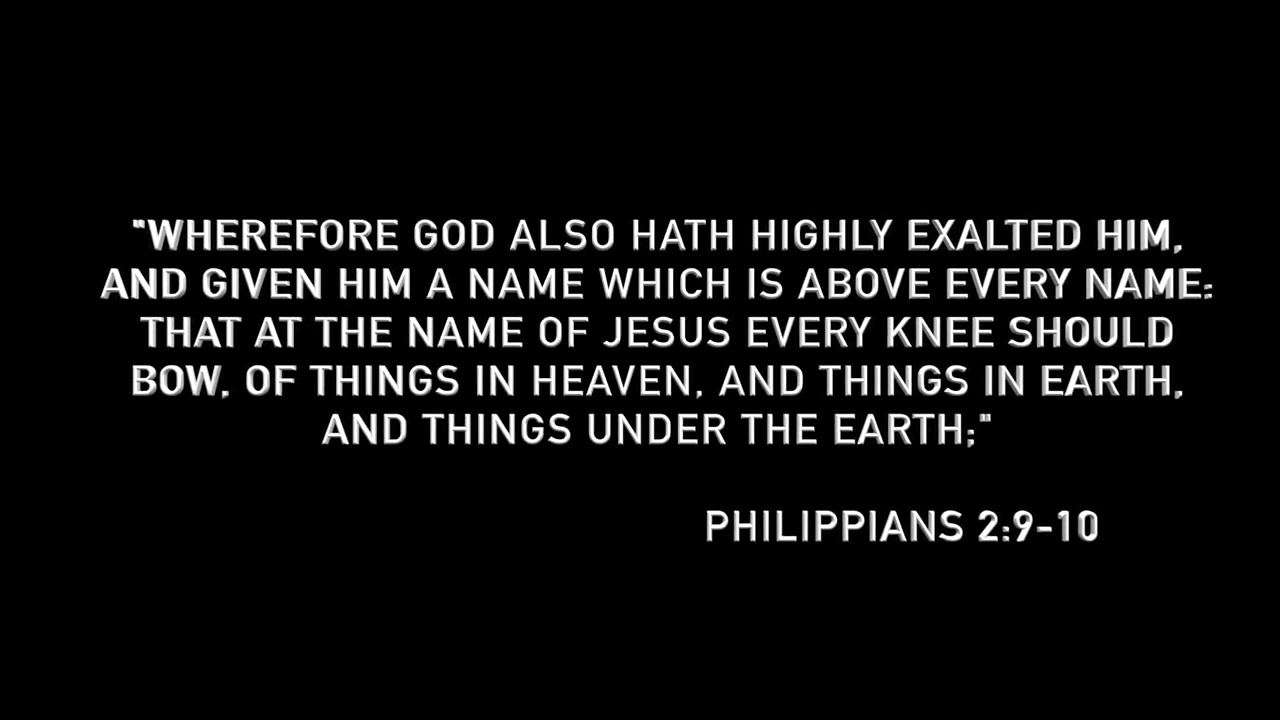 "WHEREFORE GOD ALSO HATH HIGHLY EXALTED HIM,
AND GIVEN HIM A NAME WHICH IS ABOVE EVERY NAME:
THAT AT THE NAME OF JESUS EVERY KNEE SHOULD
BOW, OF THINGS IN HEAVEN, AND THINGS IN EARTH,
AND THINGS UNDER THE EARTH;"
PHILIPPIANS 2:9-10